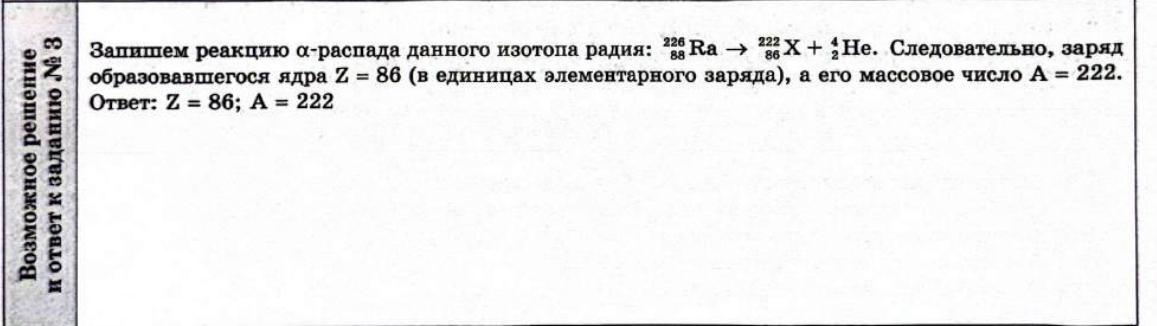 Возможное решение
и ответ к заданию № 3
Запишем реакцию α-распада данного изотопа радия: ²²⁶₈₈Ra → ²²²₈₆X + ⁴₂He. Следовательно, заряд
образовавшегося ядра Z = 86 (в единицах элементарного заряда), а его массовое число A = 222.
Ответ: Z = 86; A = 222